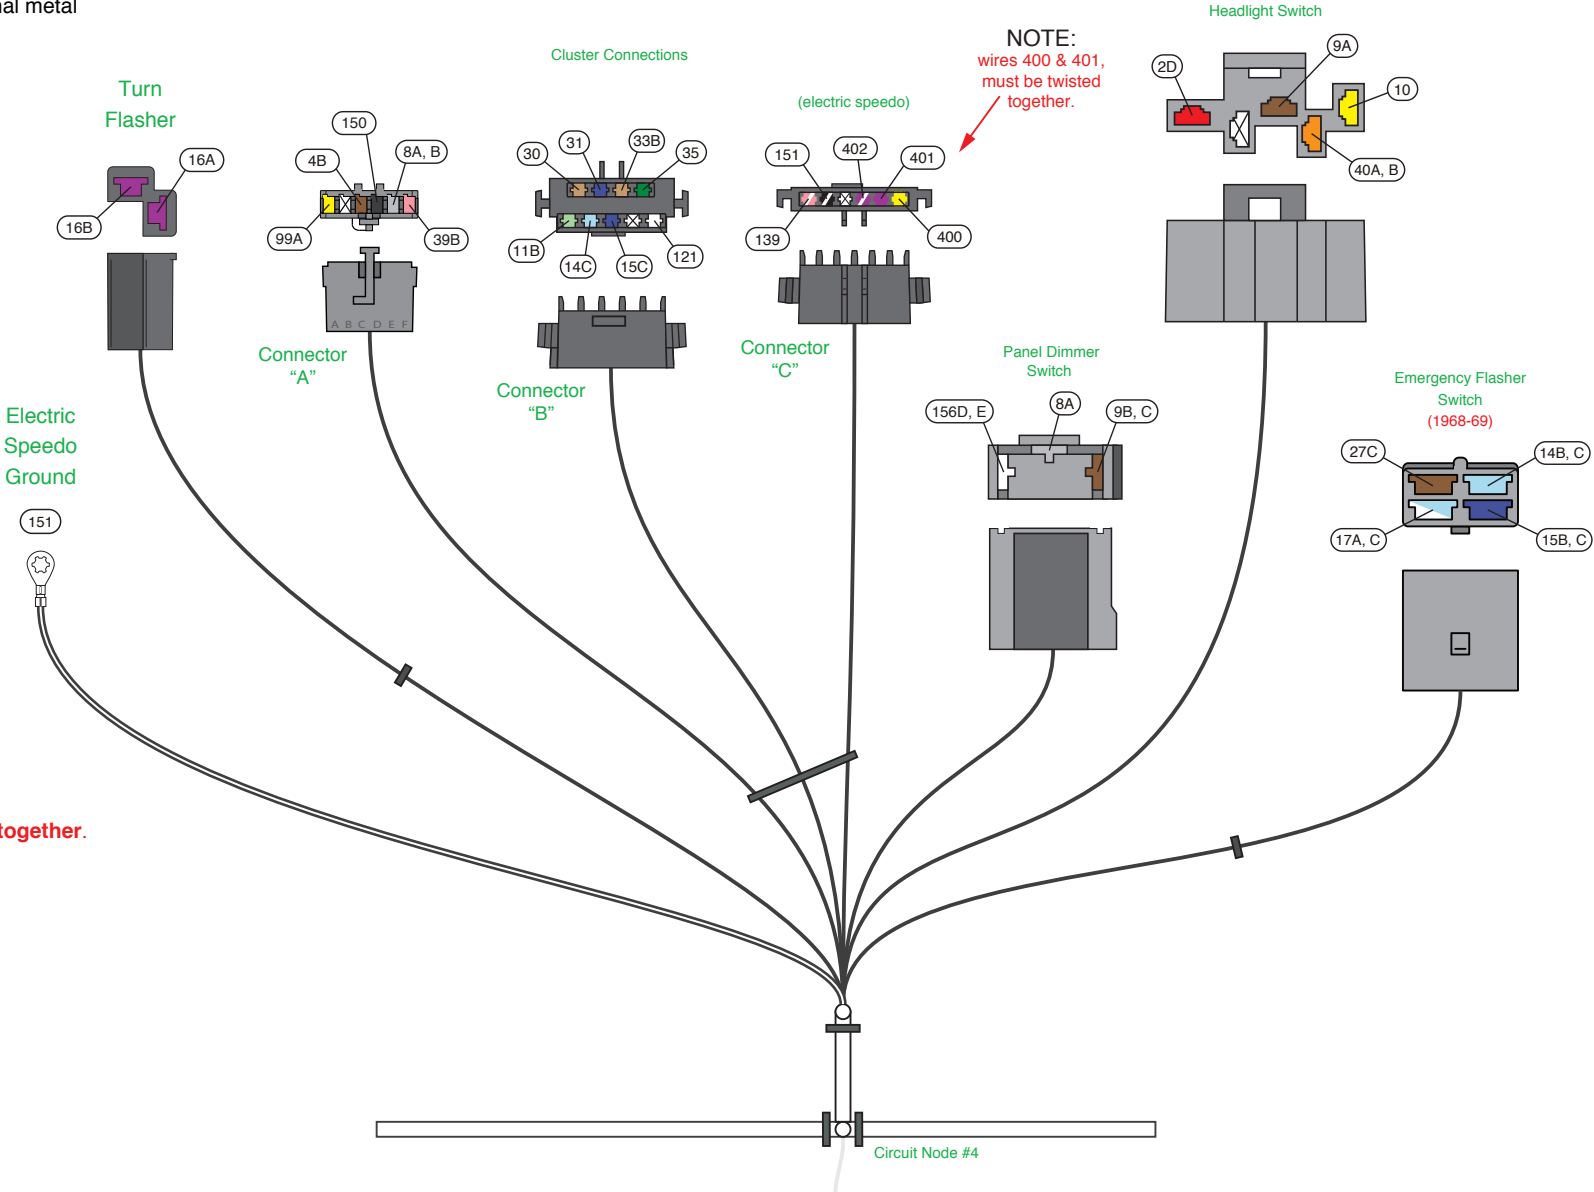 nal metal
Headlight Switch
2D
9A
10
40A, B
NOTE:
wires 400 & 401,
must be twisted
together.
Cluster Connections
(electric speedo)
Turn
Flasher
16A
16B
150
4B
8A, B
99A
39B
A B C D E F
Connector
“A”
30
31
33B
35
11B
14C
15C
121
Connector
“B”
151
402
401
139
400
Connector
“C”
Panel Dimmer
Switch
156D, E
8A
9B, C
Emergency Flasher
Switch
(1968-69)
27C
14B, C
17A, C
15B, C
Electric
Speedo
Ground
151
together.
Circuit Node #4